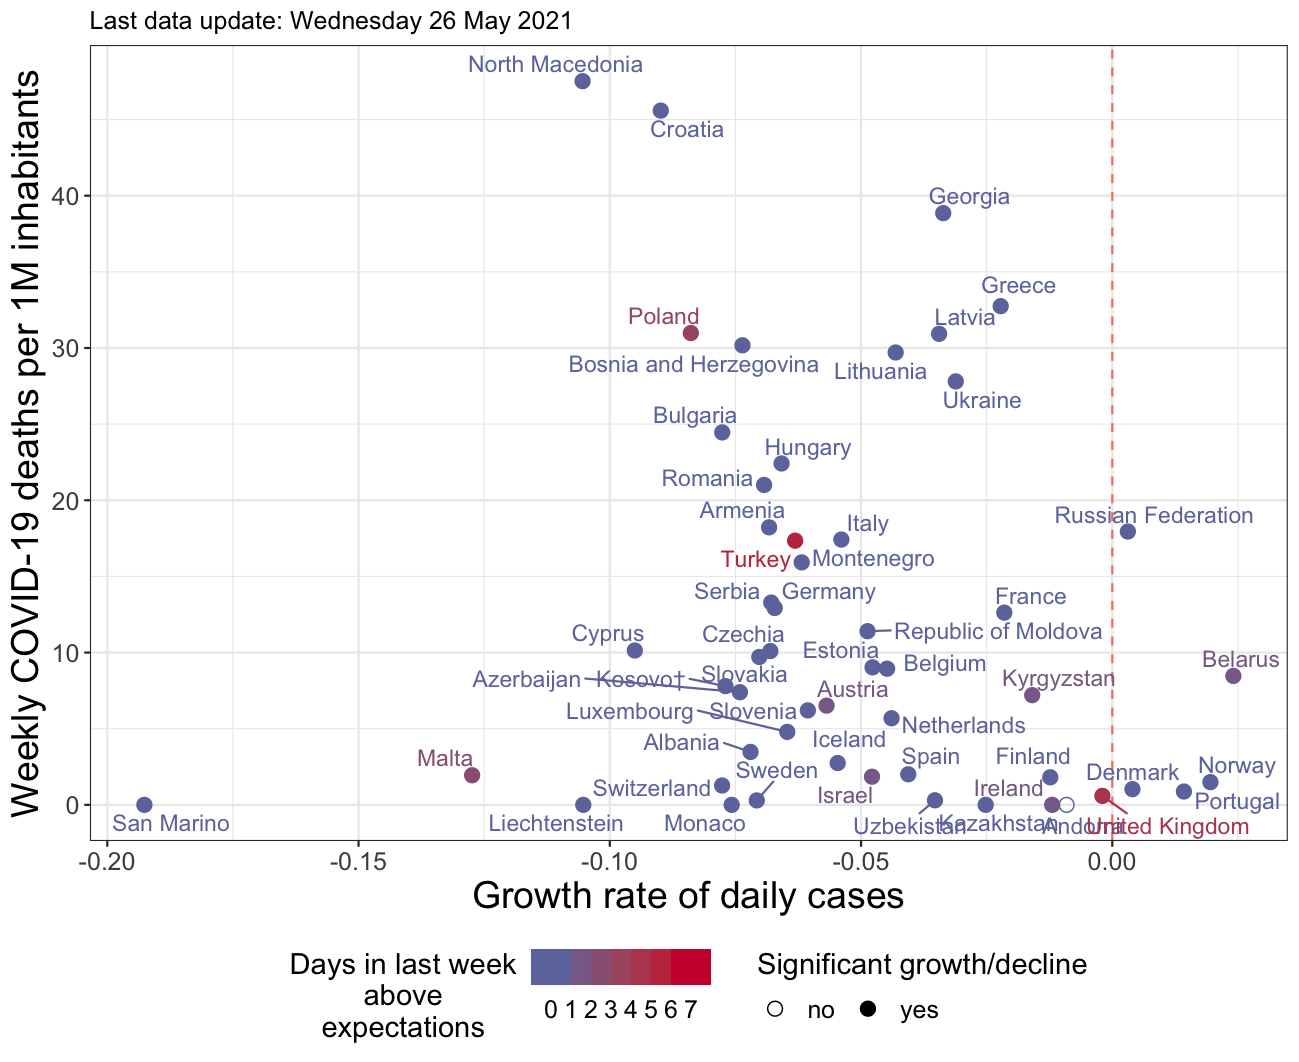 Last data update: Wednesday 26 May 2021
Weekly COVID-19 deaths per 1M inhabitants
North Macedonia
Croatia
40
Georgia
Greece
Poland
Latvia
30
Bosnia and Herzegovina
Lithuania
Ukraine
Bulgaria
Hungary
Romania
20
Armenia
Italy
Russian Federation
Turkey
Montenegro
Serbia
Germany
France
Cyprus
Czechia
Republic of Moldova
10
Estonia
Belgium
Belarus
Azerbaijan
Kosovo†
Slovakia
Austria
Kyrgyzstan
Luxembourg
Slovenia
Netherlands
Albania
Iceland
Malta
Sweden
Spain
Finland
Denmark
Norway
Switzerland
Israel
Ireland
Portugal
0
San Marino
Liechtenstein
Monaco
Uzbekistan
Kazakhstan
Andorra
United Kingdom
-0.20
-0.15
-0.10
-0.05
0.00
Growth rate of daily cases
Days in last week
above
expectations
0 1 2 3 4 5 6 7
Significant growth/decline
no
yes